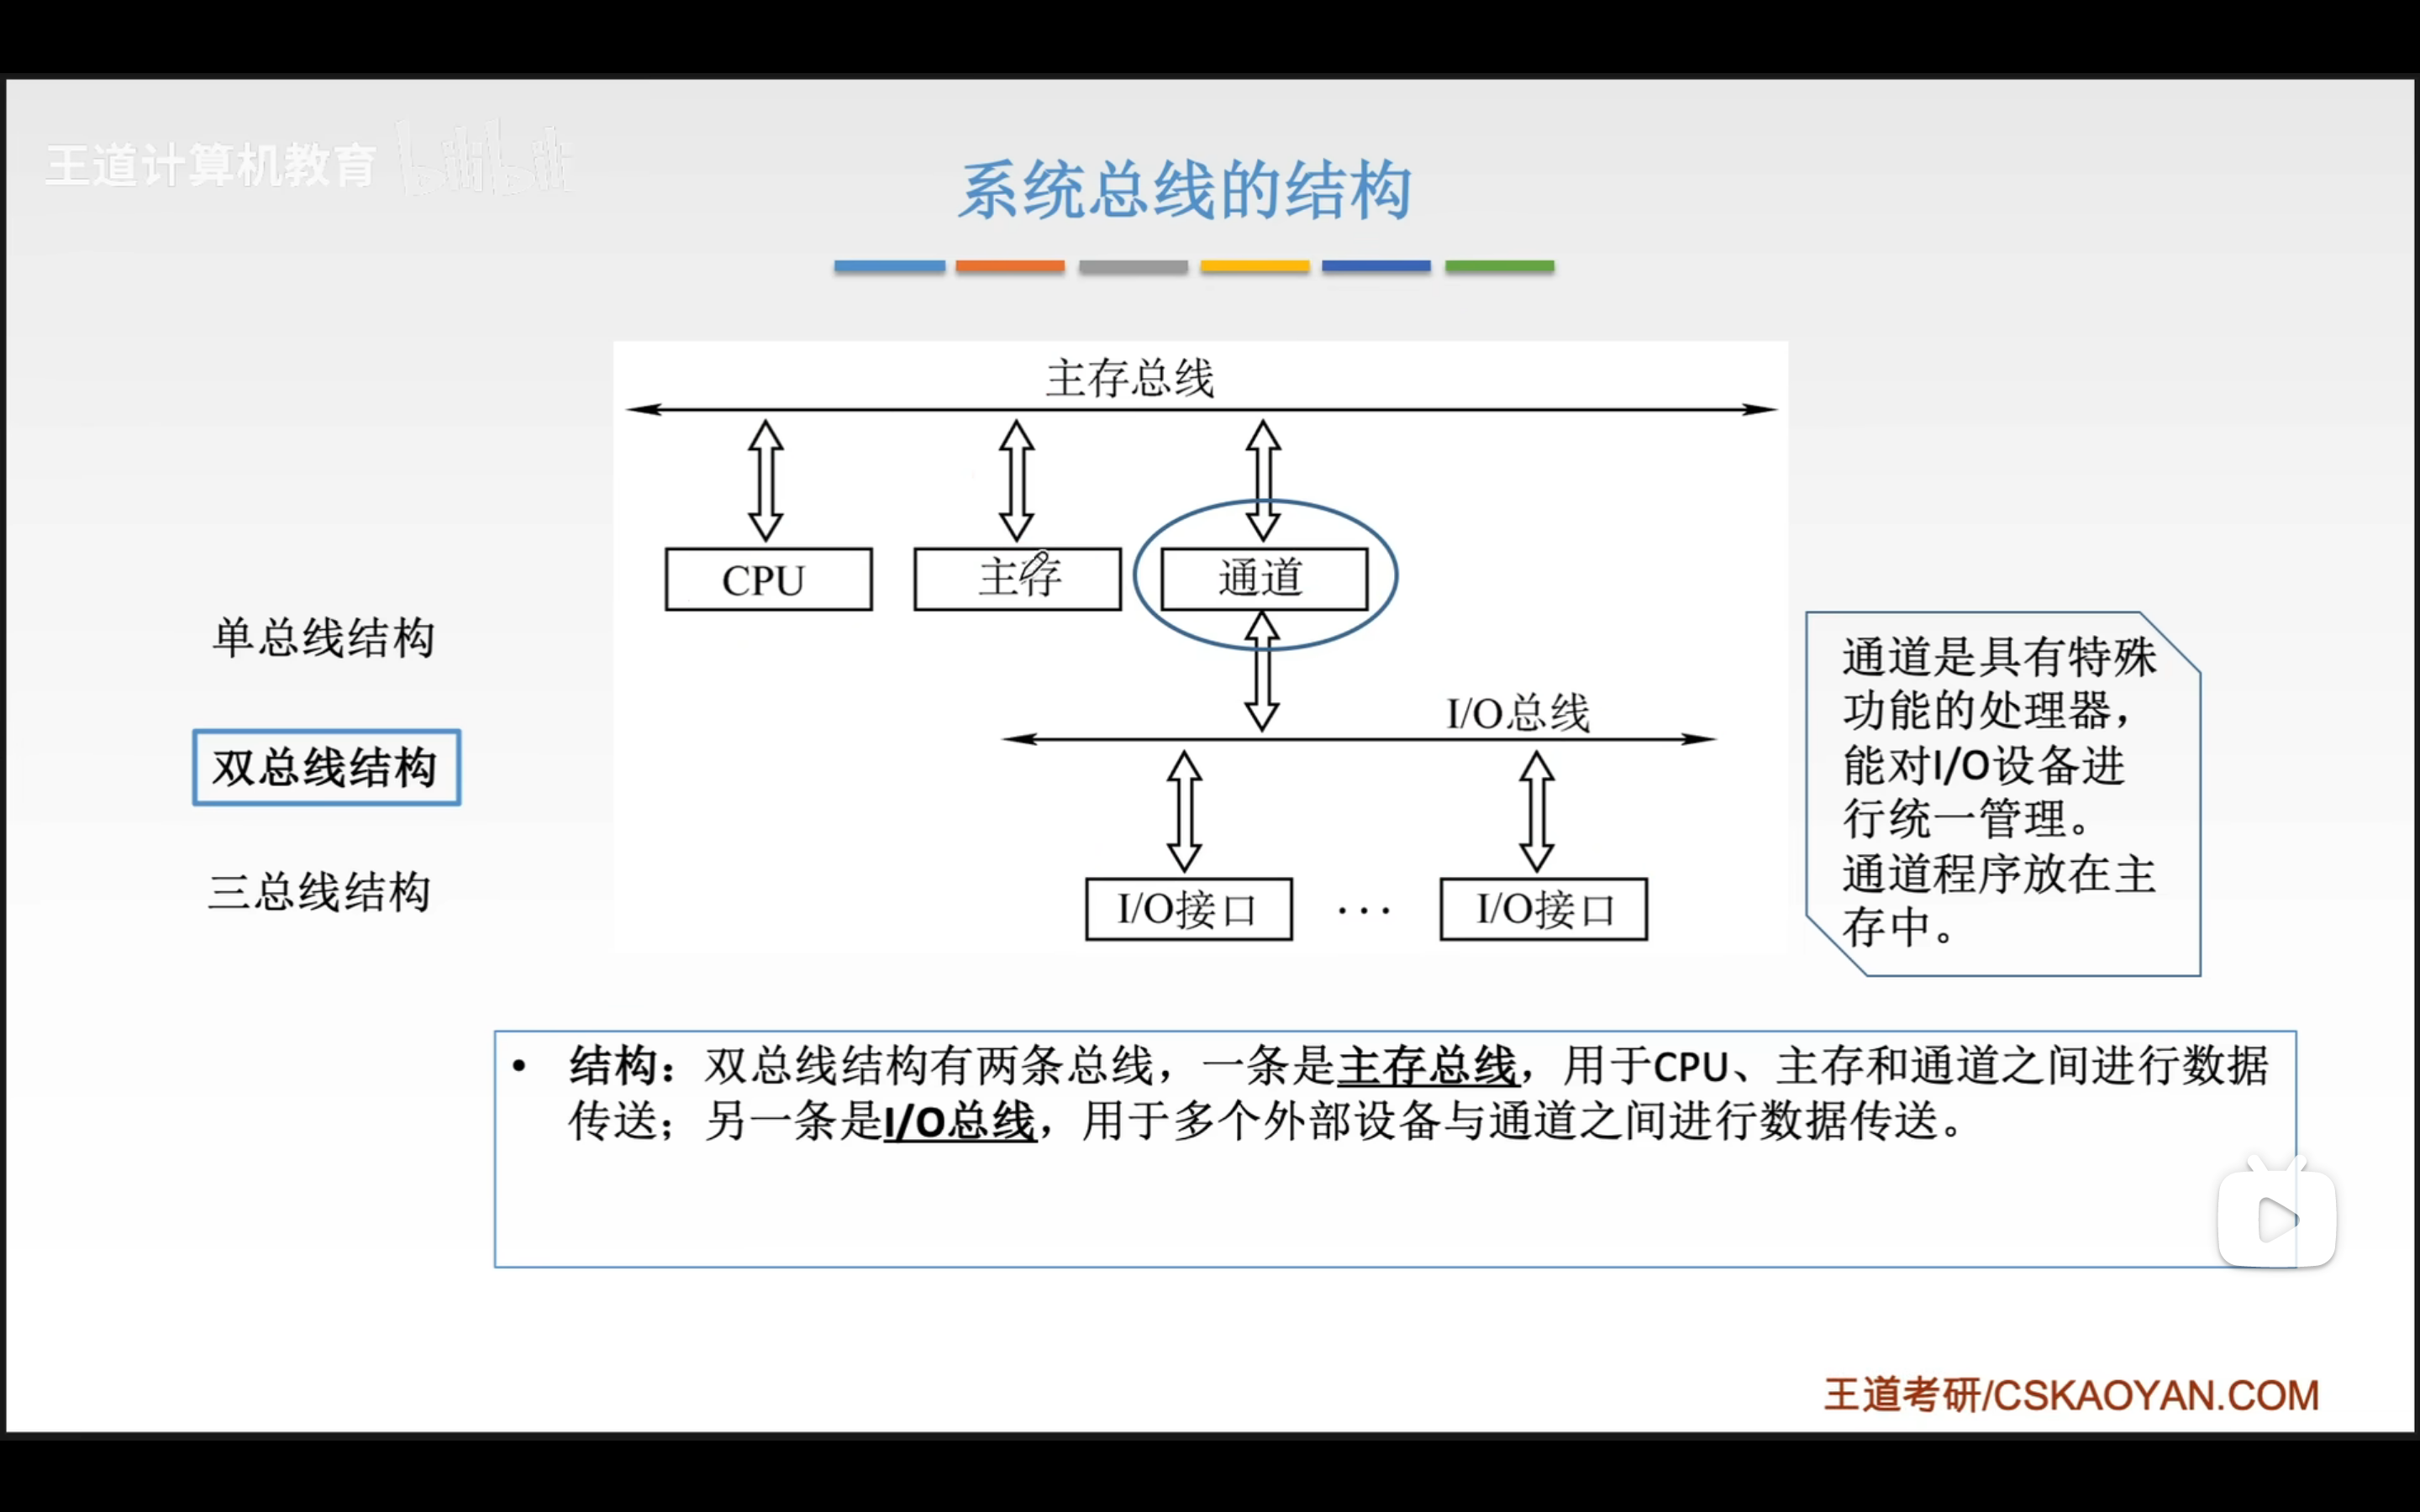 王道计算机教育 bilibili
系统总线的结构
主存总线
CPU
主存
通道
单总线结构
双总线结构
三总线结构
I/O总线
I/O接口
···
I/O接口
通道是具有特殊
功能的处理器，
能对I/O设备进
行统一管理。
通道程序放在主
存中。
• 结构：双总线结构有两条总线，一条是主存总线，用于CPU、主存和通道之间进行数据
传送；另一条是I/O总线，用于多个外部设备与通道之间进行数据传送。
王道考研/CSKAOYAN.COM